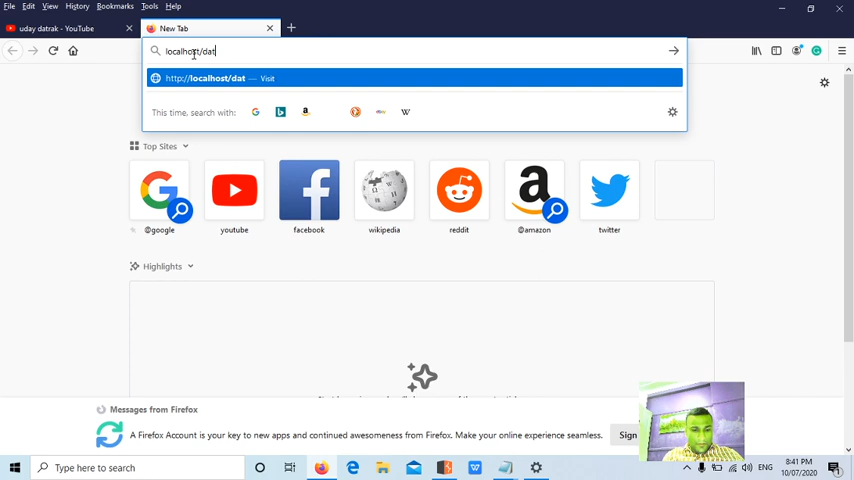 File Edit View History Bookmarks Tools Help
uday datrak - YouTube
New Tab
localhost/dat
http://localhost/dat — Visit
This time, search with:
Top Sites
@google youtube facebook wikipedia reddit @amazon twitter
Highlights
Messages from Firefox
A Firefox Account is your key to new apps and continued awesomeness from Firefox. Make your online experience seamless.
Sign
Type here to search
ENG
8:41 PM
10/07/2020